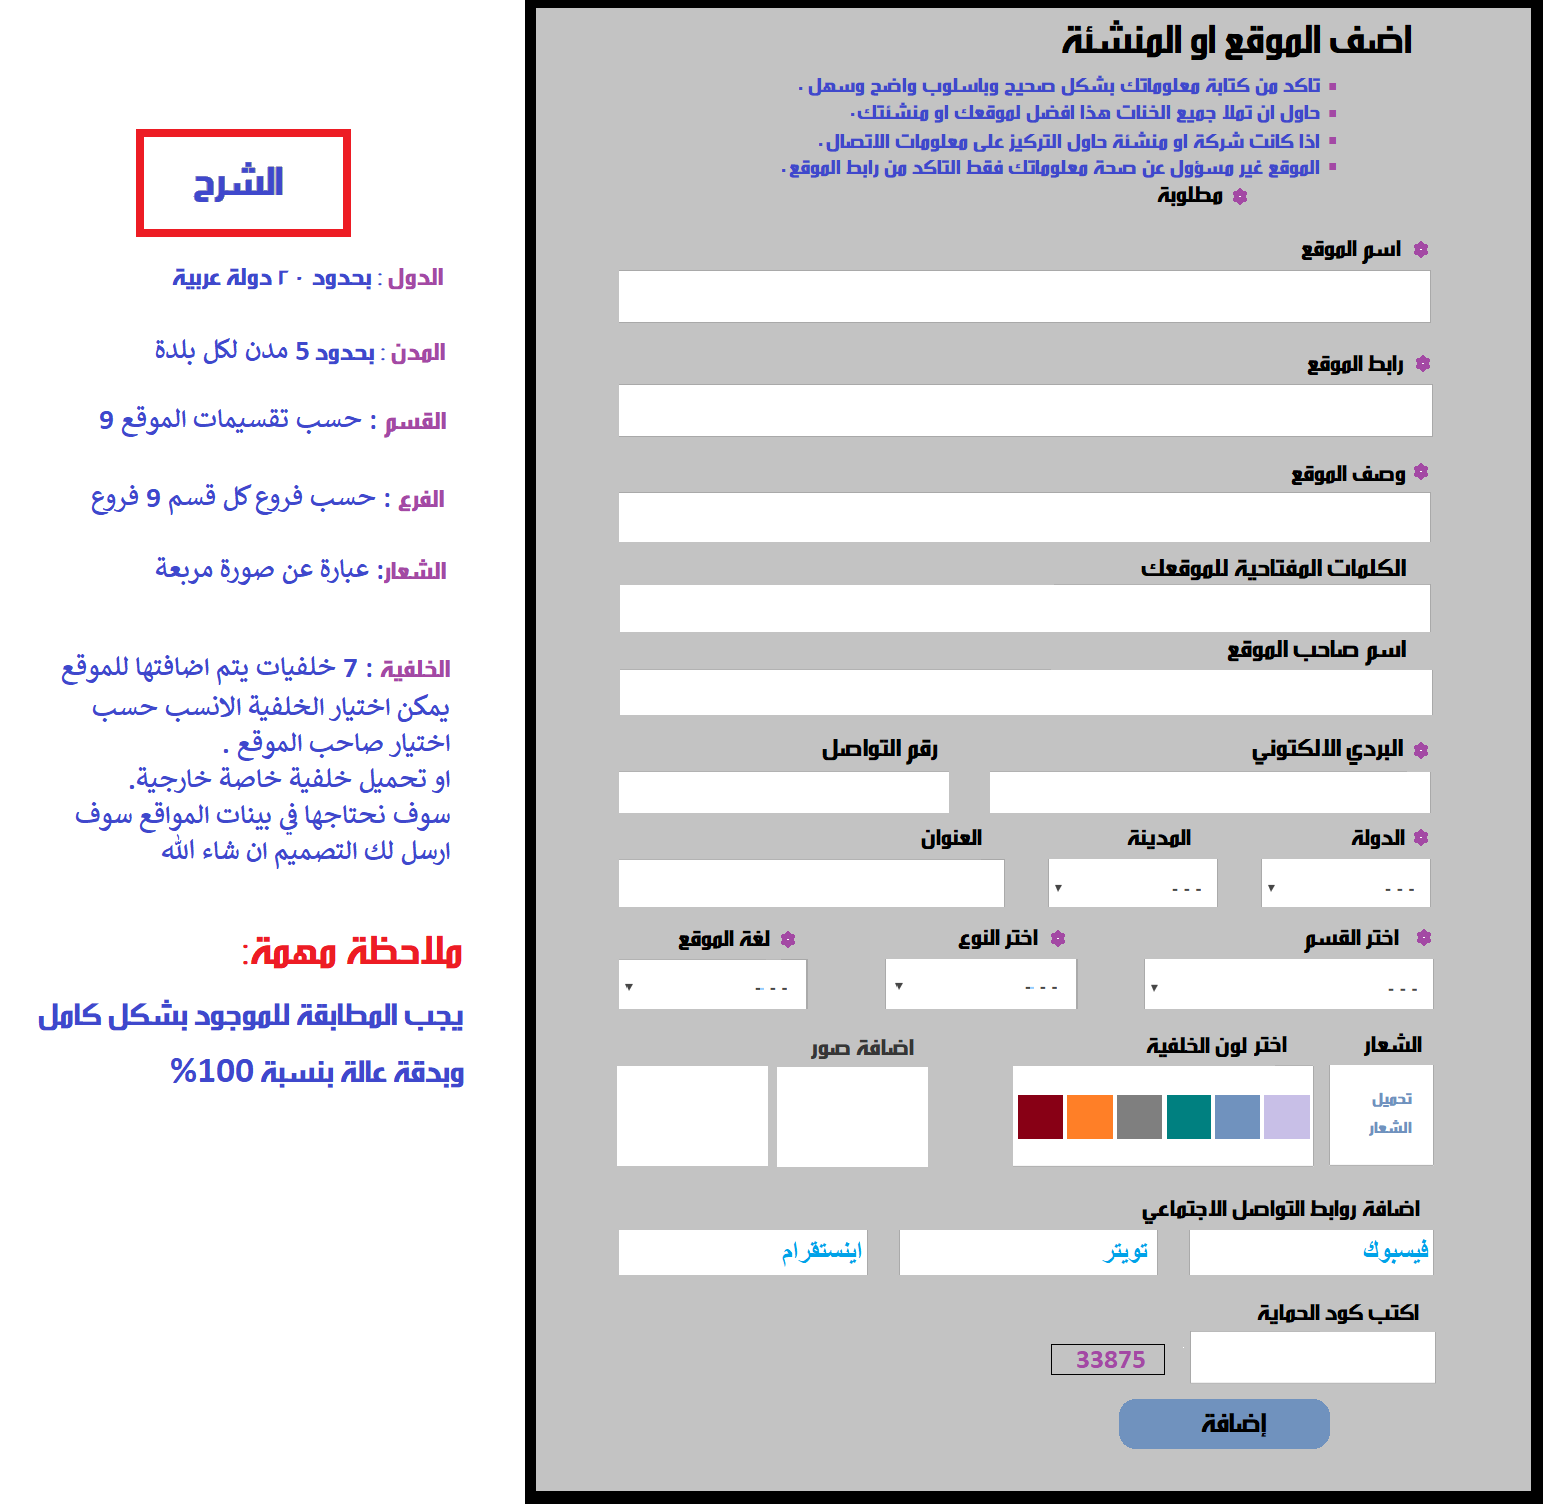 اضف الموقع او المنشئة
تاكد من كتابة معلوماتك بشكل صحيح وباسلوب واضح وسهل .
حاول ان تملا جميع الخنات هذا افضل لموقعك او منشئتك.
اذا كانت شركة او منشئة حاول التركيز على معلومات الاتصال.
الموقع غير مسؤول عن صحة معلوماتك فقط التاكد من رابط الموقع.
مطلوبة
اسم الموقع
رابط الموقع
وصف الموقع
الكلمات المفتاحية للموقعك
اسم صاحب الموقع
البردي الالكتوني
رقم التواصل
الدولة
المدينة
العنوان
- - -
- - -
اختر القسم
اختر النوع
لغة الموقع
- - -
- - -
- - -
الشعار
اختر لون الخلفية
اضافة صور
تحميل
الشعار
اضافة روابط التواصل الاجتماعي
فيسبوك
تويتر
اينستقرام
اكتب كود الحماية
33875
إضافة
الشرح
الدول : بحدود ٢٠ دولة عربية
المدن : بحدود 5 مدن لكل بلدة
القسم : حسب تقسيمات الموقع 9
الفرع : حسب فروع كل قسم 9 فروع
الشعار: عبارة عن صورة مربعة
الخلفية : 7 خلفيات يتم اضافتها للموقع
يمكن اختيار الخلفية الانسب حسب
اختيار صاحب الموقع .
او تحميل خلفية خاصة خارجية.
سوف نحتاجها في بينات المواقع سوف
ارسل لك التصميم ان شاء الله
ملاحظة مهمة:
يجب المطابقة للموجود بشكل كامل
وبدقة عالة بنسبة 100%